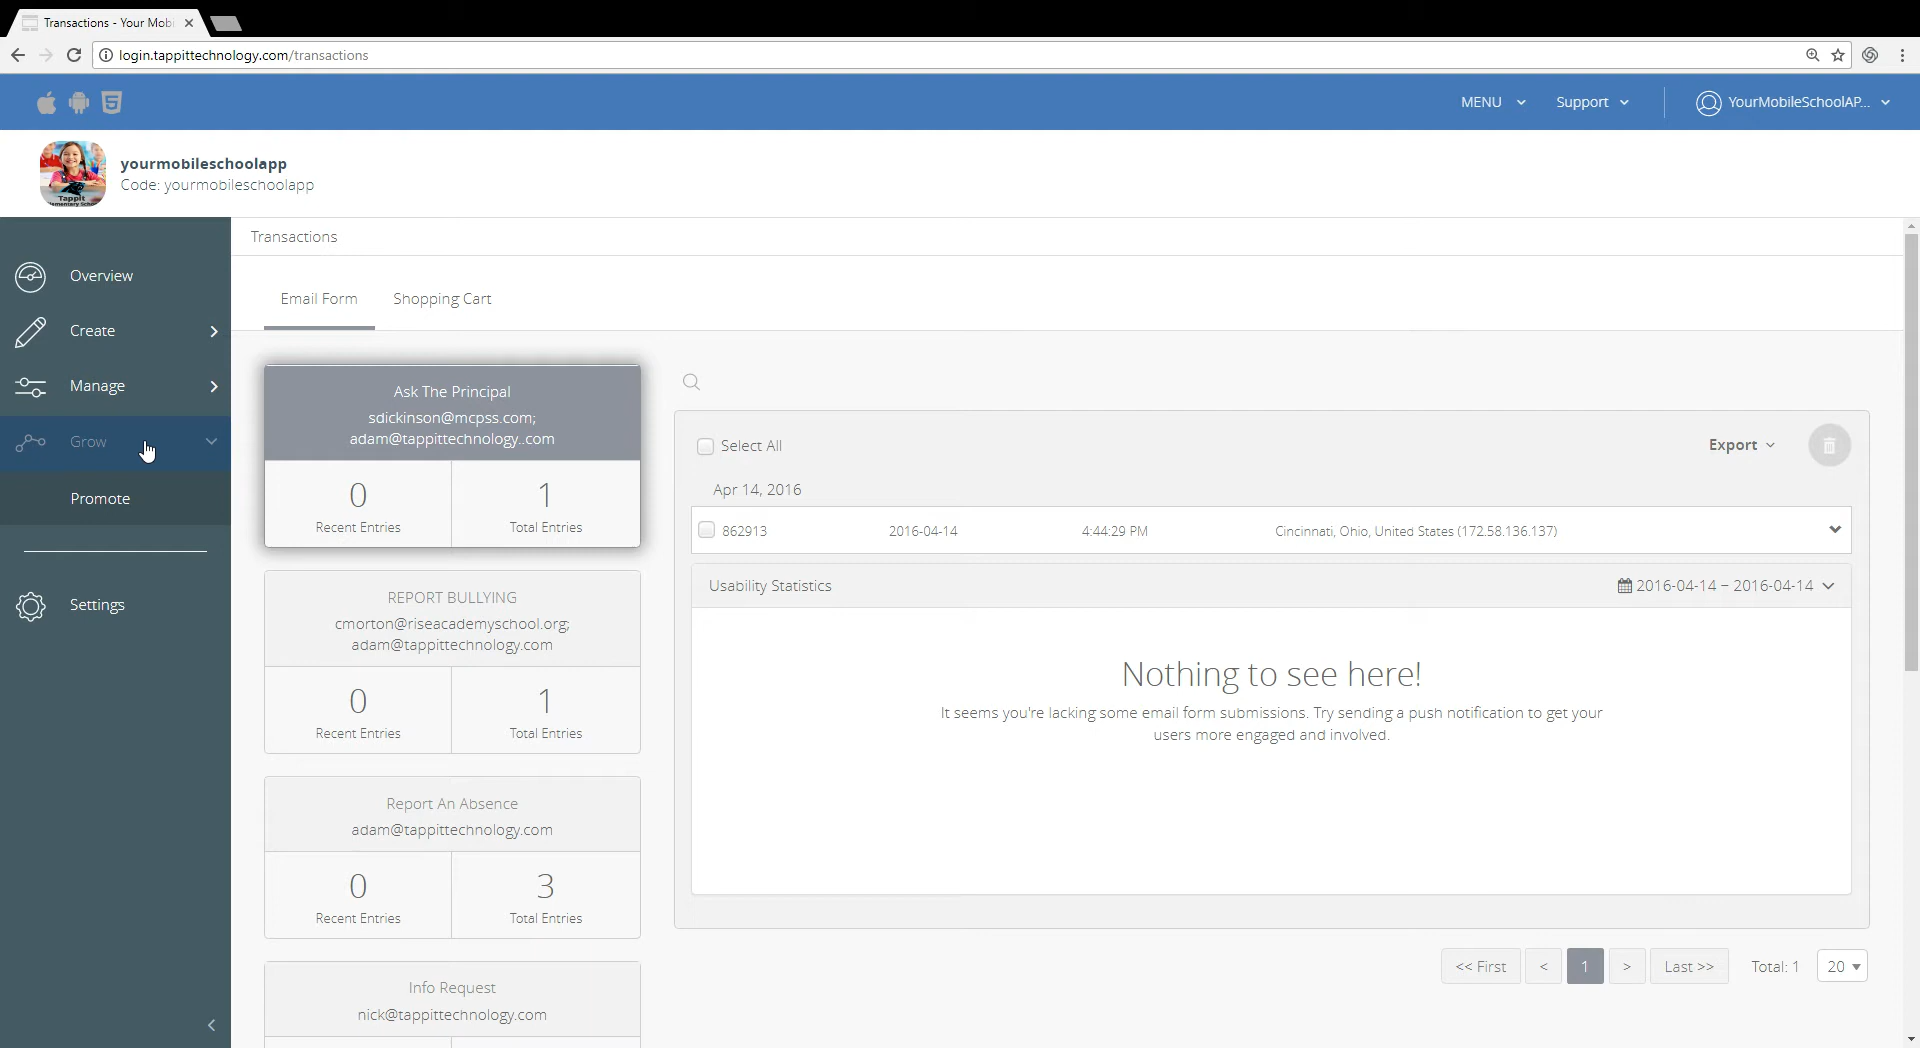 Transactions - Your Mob
login.tappittechnology.com/transactions
MENU
Support
YourMobileSchoolAP...
Tappit
yourmobileschoolapp
Code: yourmobileschoolapp
Transactions
Overview
Create
Manage
Grow
Promote
Settings
Email Form
Shopping Cart
Ask The Principal
sdickinson@mcpss.com;
adam@tappittechnology..com
0
Recent Entries
1
Total Entries
REPORT BULLYING
cmorton@riseacademyschool.org;
adam@tappittechnology.com
0
Recent Entries
1
Total Entries
Report An Absence
adam@tappittechnology.com
0
Recent Entries
3
Total Entries
Info Request
nick@tappittechnology.com
Select All
Export
Apr 14, 2016
862913 2016-04-14 4:44:29 PM Cincinnati, Ohio, United States (172.58.136.137)
Usability Statistics
2016-04-14 – 2016-04-14
Nothing to see here!
It seems you're lacking some email form submissions. Try sending a push notification to get your
users more engaged and involved.
<< First < 1 > Last >> Total: 1 20